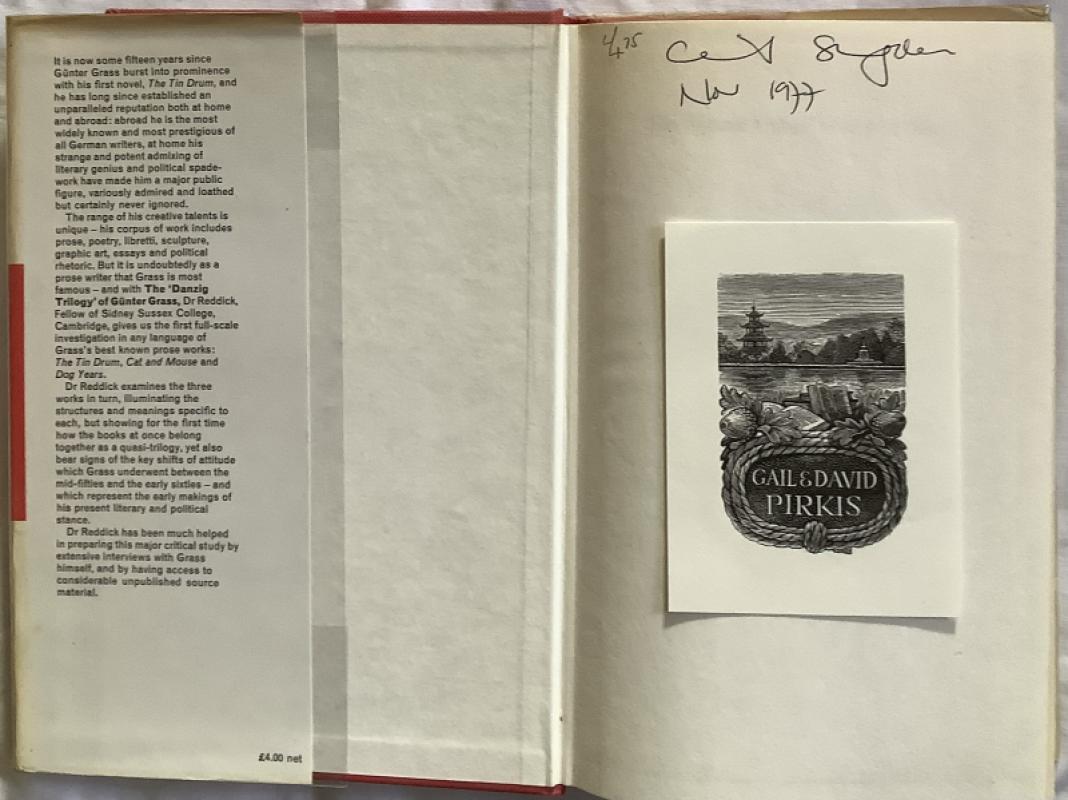 It is now some fifteen years since
Günter Grass burst into prominence
with his first novel, The Tin Drum, and
he has long since established an
unparalleled reputation both at home
and abroad: abroad he is the most
widely known and most prestigious of
all German writers, at home his
strange and potent admixing of
literary genius and political spade-
work have made him a major public
figure, variously admired and loathed
but certainly never ignored.
The range of his creative talents is
unique – his corpus of work includes
prose, poetry, libretti, sculpture,
graphic art, essays and political
rhetoric. But it is undoubtedly as a
prose writer that Grass is most
famous – and with The 'Danzig
Trilogy' of Günter Grass, Dr Reddick,
Fellow of Sidney Sussex College,
Cambridge, gives us the first full-scale
investigation in any language of
Grass's best known prose works:
The Tin Drum, Cat and Mouse and
Dog Years.
Dr Reddick examines the three
works in turn, illuminating the
structures and meanings specific to
each, but showing for the first time
how the books at once belong
together as a quasi-trilogy, yet also
bear signs of the key shifts of attitude
which Grass underwent between the
mid-fifties and the early sixties – and
which represent the early makings of
his present literary and political
stance.
Dr Reddick has been much helped
in preparing this major critical study by
extensive interviews with Grass
himself, and by having access to
considerable unpublished source
material.
£4.00 net
Nov 1977
GAIL & DAVID
PIRKIS